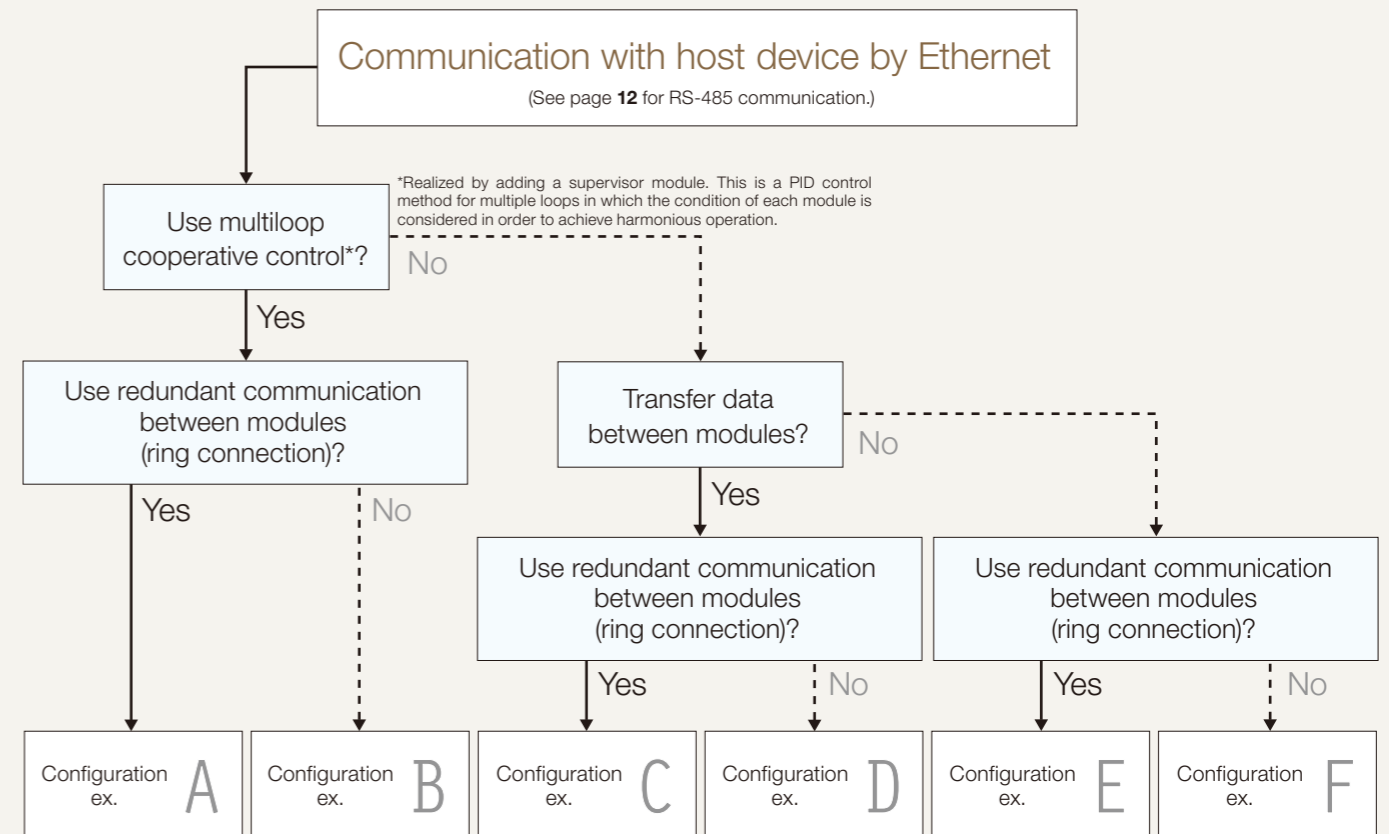 Communication with host device by Ethernet
(See page 12 for RS-485 communication.)
*Realized by adding a supervisor module. This is a PID control
method for multiple loops in which the condition of each module is
considered in order to achieve harmonious operation.
Use multiloop
cooperative control*?
No
Yes
Use redundant communication
between modules
(ring connection)?
Transfer data
between modules?
No
Yes
Yes
No
Use redundant communication
between modules
(ring connection)?
Use redundant communication
between modules
(ring connection)?
Yes
No
Yes
No
Configuration
ex.
A
Configuration
ex.
B
Configuration
ex.
C
Configuration
ex.
D
Configuration
ex.
E
Configuration
ex.
F